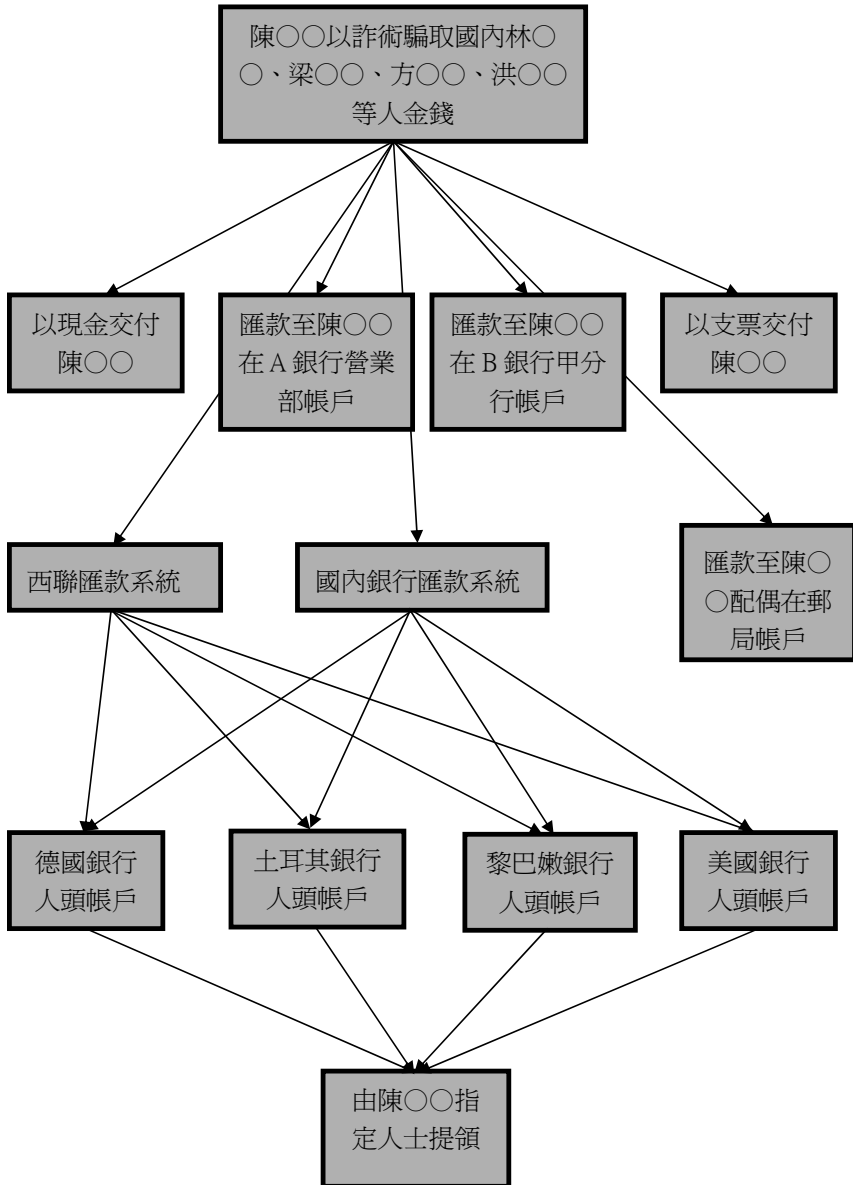 陳○○以詐術騙取國內林○
○、梁○○、方○○、洪○○
等人金錢
以現金交付
陳○○
匯款至陳○○
在 A 銀行營業
部帳戶
匯款至陳○○
在 B 銀行甲分
行帳戶
以支票交付
陳○○
西聯匯款系統
國內銀行匯款系統
匯款至陳○
○配偶在郵
局帳戶
德國銀行
人頭帳戶
土耳其銀行
人頭帳戶
黎巴嫩銀行
人頭帳戶
美國銀行
人頭帳戶
由陳○○指
定人士提領